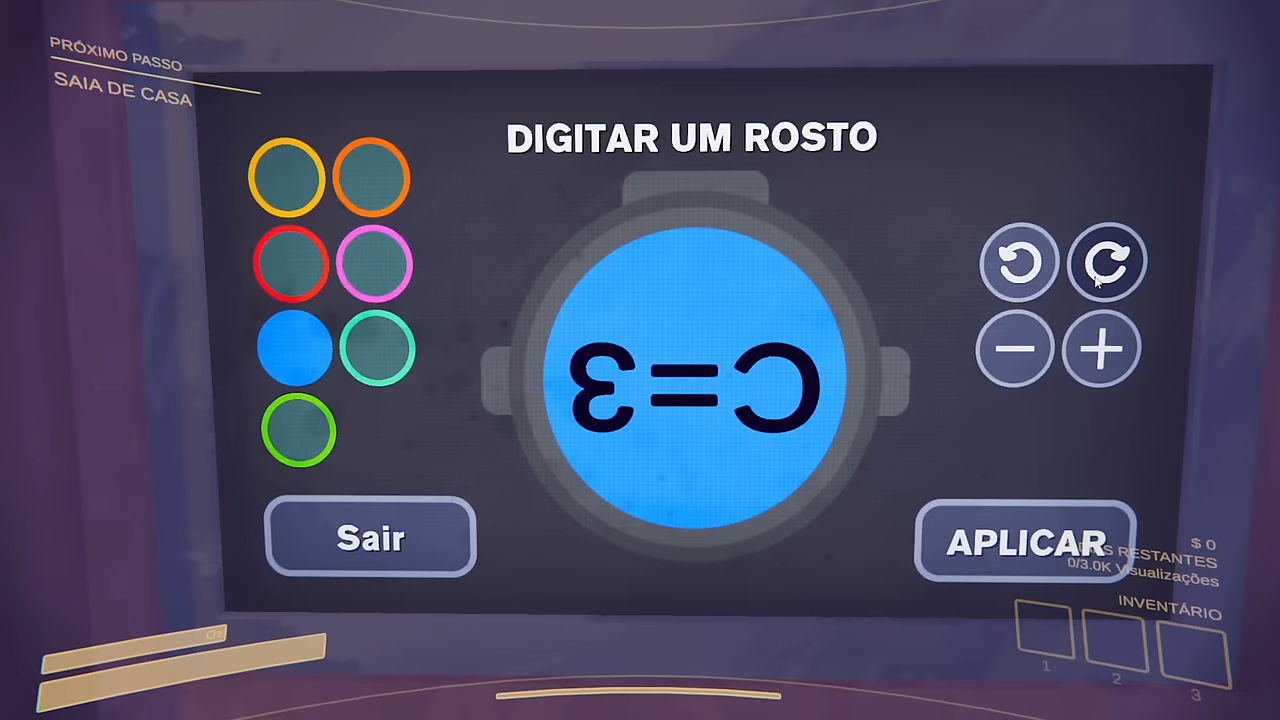 PRÓXIMO PASSO
SAIA DE CASA
DIGITAR UM ROSTO
Ɛ=Ɔ
Sair
APLICAR
$ 0
RESTANTES
0/3.0K Visualizações
INVENTÁRIO
1
2
3
O₂